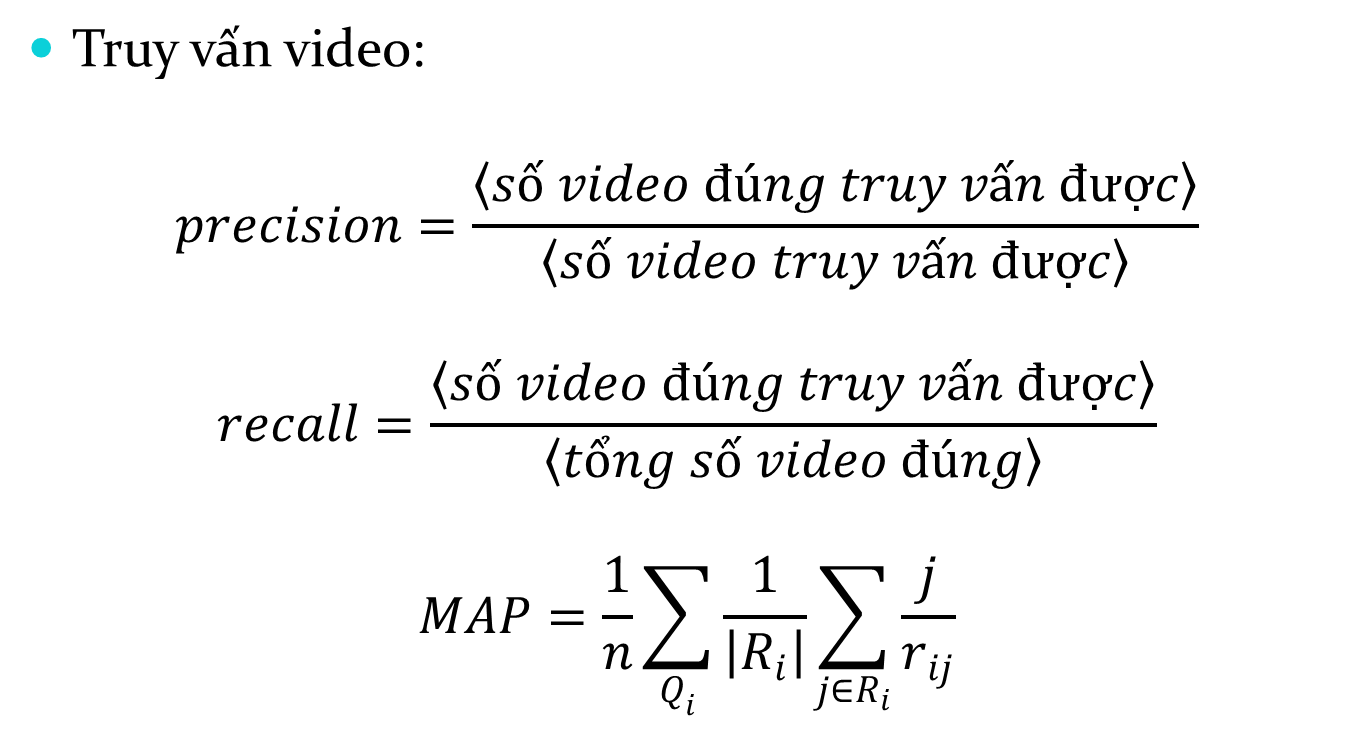 • Truy vấn video:
precision = ⟨số video đúng truy vấn được⟩ / ⟨số video truy vấn được⟩
recall = ⟨số video đúng truy vấn được⟩ / ⟨tổng số video đúng⟩
MAP = 1/n ∑_{Q_i} 1/|R_i| ∑_{j∈R_i} j/r_{ij}